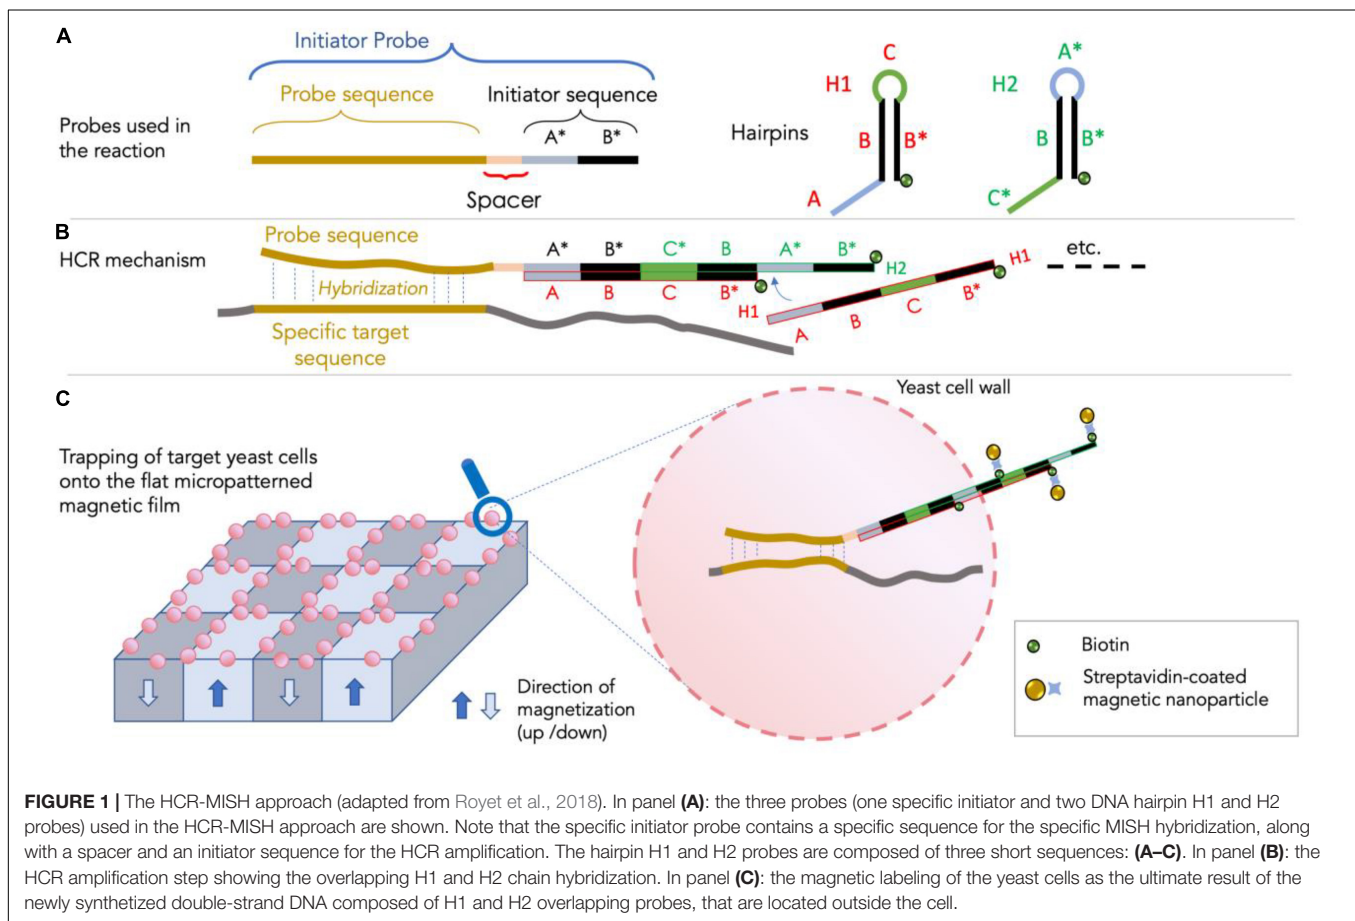 A
Initiator Probe
Probe sequence
Initiator sequence
A*
B*
Probes used in
the reaction
Spacer
Hairpins
C
H1
B
B*
A
A*
H2
B
B*
C*
B
HCR mechanism
Probe sequence
A*
B*
C*
B
A*
B*
H2
Hybridization
A
B
C
B*
H1
A
B
C
B*
H1
etc.
Specific target
sequence
C
Yeast cell wall
Trapping of target yeast cells
onto the flat micropatterned
magnetic film
Direction of
magnetization
(up /down)
Biotin
Streptavidin-coated
magnetic nanoparticle
FIGURE 1 | The HCR-MISH approach (adapted from Royet et al., 2018). In panel (A): the three probes (one specific initiator and two DNA hairpin H1 and H2
probes) used in the HCR-MISH approach are shown. Note that the specific initiator probe contains a specific sequence for the specific MISH hybridization, along
with a spacer and an initiator sequence for the HCR amplification. The hairpin H1 and H2 probes are composed of three short sequences: (A–C). In panel (B): the
HCR amplification step showing the overlapping H1 and H2 chain hybridization. In panel (C): the magnetic labeling of the yeast cells as the ultimate result of the
newly synthetized double-strand DNA composed of H1 and H2 overlapping probes, that are located outside the cell.